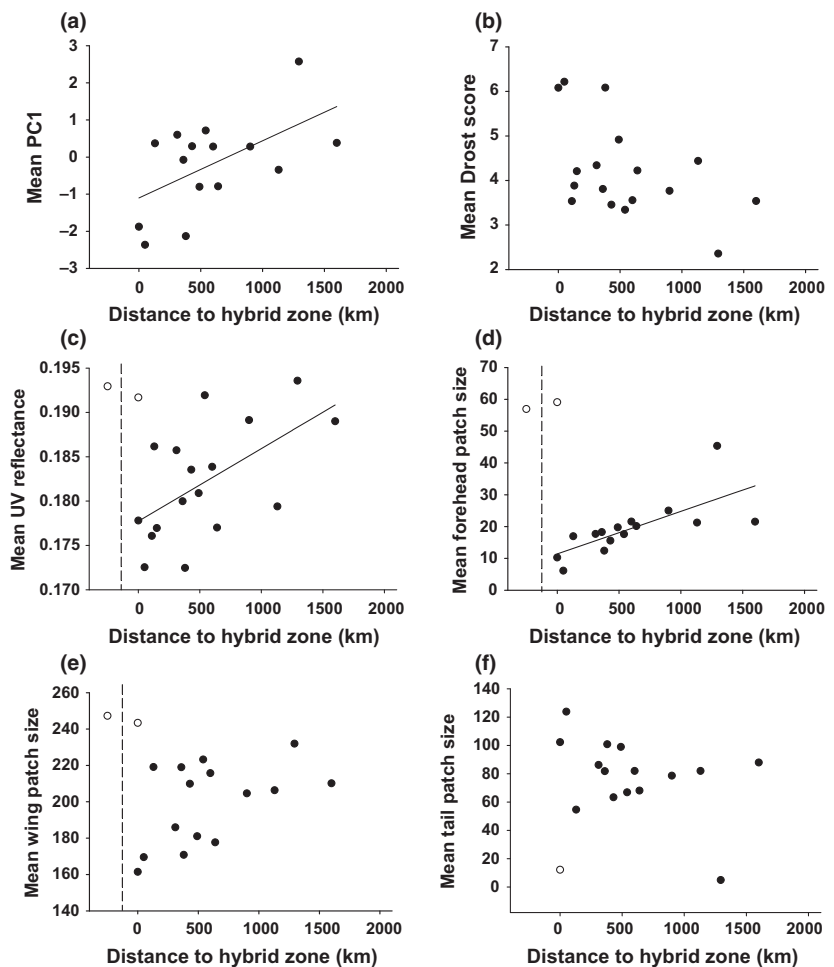 (a)
Mean PC1
3
2
1
0
–1
–2
–3
0 500 1000 1500 2000
Distance to hybrid zone (km)
(b)
Mean Drost score
7
6
5
4
3
2
0 500 1000 1500 2000
Distance to hybrid zone (km)
(c)
Mean UV reflectance
0.195
0.190
0.185
0.180
0.175
0.170
0 500 1000 1500 2000
Distance to hybrid zone (km)
(d)
Mean forehead patch size
70
60
50
40
30
20
10
0
0 500 1000 1500 2000
Distance to hybrid zone (km)
(e)
Mean wing patch size
260
240
220
200
180
160
140
0 500 1000 1500 2000
Distance to hybrid zone (km)
(f)
Mean tail patch size
140
120
100
80
60
40
20
0
0 500 1000 1500 2000
Distance to hybrid zone (km)